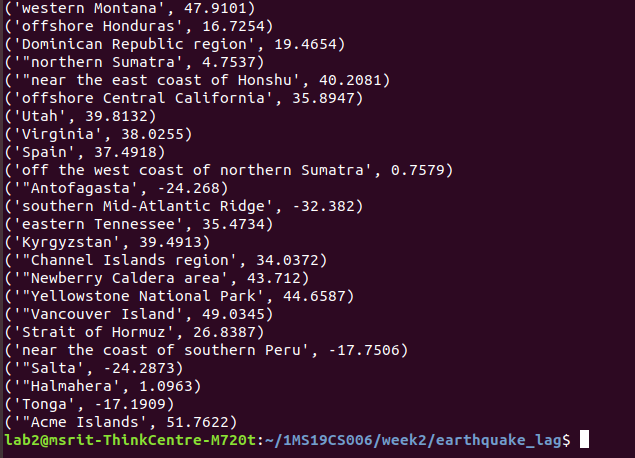 ('western Montana', 47.9101)
('offshore Honduras', 16.7254)
('Dominican Republic region', 19.4654)
('"northern Sumatra', 4.7537)
('"near the east coast of Honshu', 40.2081)
('offshore Central California', 35.8947)
('Utah', 39.8132)
('Virginia', 38.0255)
('Spain', 37.4918)
('off the west coast of northern Sumatra', 0.7579)
('"Antofagasta', -24.268)
('southern Mid-Atlantic Ridge', -32.382)
('eastern Tennessee', 35.4734)
('Kyrgyzstan', 39.4913)
('"Channel Islands region', 34.0372)
('"Newberry Caldera area', 43.712)
('"Yellowstone National Park', 44.6587)
('"Vancouver Island', 49.0345)
('Strait of Hormuz', 26.8387)
('near the coast of southern Peru', -17.7506)
('"Salta', -24.2873)
('"Halmahera', 1.0963)
('Tonga', -17.1909)
('"Acme Islands', 51.7622)
lab2@msrit-ThinkCentre-M720t:~/1MS19CS006/week2/earthquake_lag$